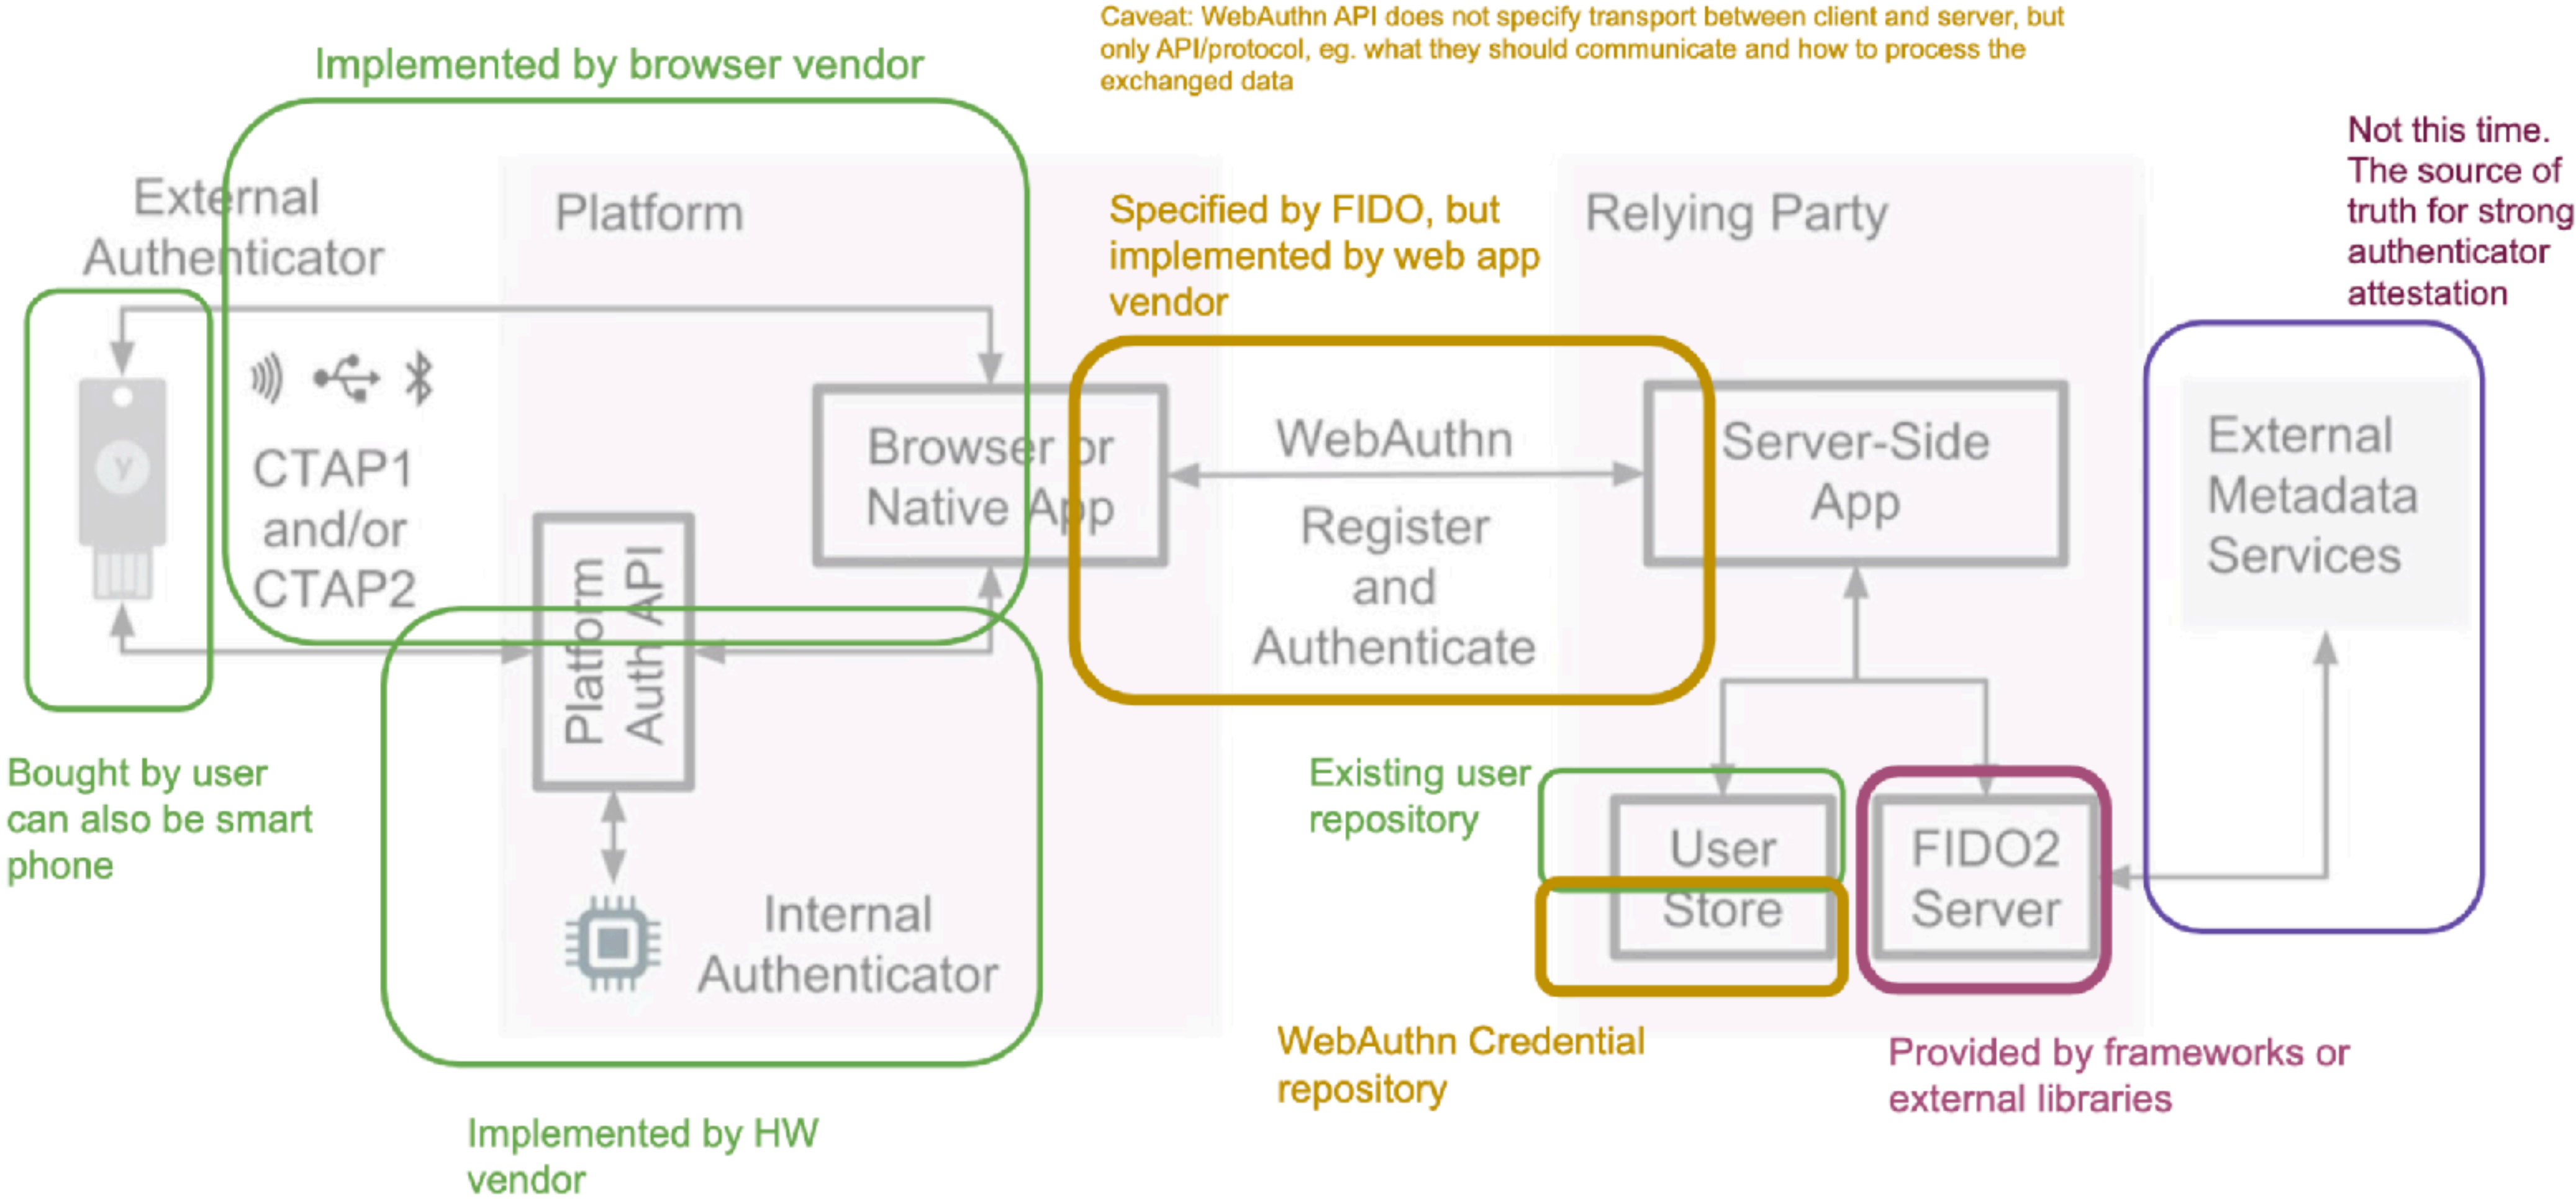 Caveat: WebAuthn API does not specify transport between client and server, but
only API/protocol, eg. what they should communicate and how to process the
exchanged data
Implemented by browser vendor
Not this time.
The source of
truth for strong
authenticator
attestation
External
Authenticator
Platform
Specified by FIDO, but
implemented by web app
vendor
Relying Party
Y
CTAP1
and/or
CTAP2
Browser or
Native App
WebAuthn
Register
and
Authenticate
Server-Side
App
External
Metadata
Services
Platform
Auth API
Bought by user
can also be smart
phone
Existing user
repository
User
Store
FIDO2
Server
Internal
Authenticator
WebAuthn Credential
repository
Provided by frameworks or
external libraries
Implemented by HW
vendor